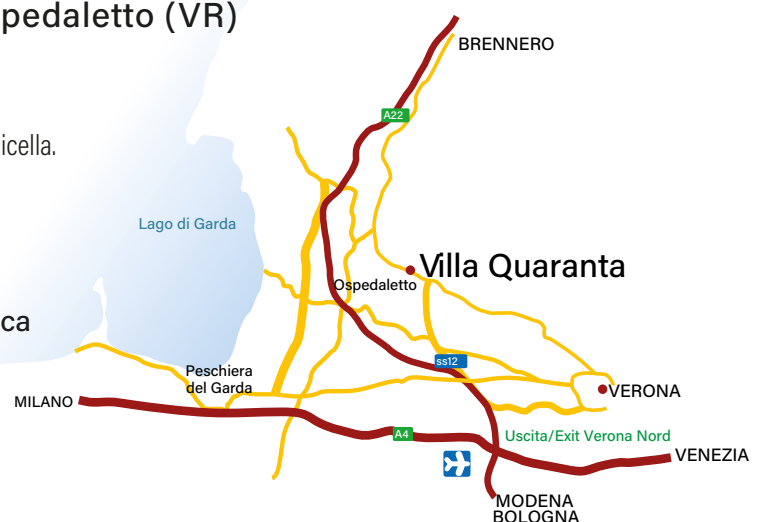 pedaletto (VR)
BRENNERO
A22
icella.
Lago di Garda
Villa Quaranta
Ospedaletto
ca
ss12
Peschiera
del Garda
VERONA
MILANO
A4
Uscita/Exit Verona Nord
VENEZIA
MODENA
BOLOGNA